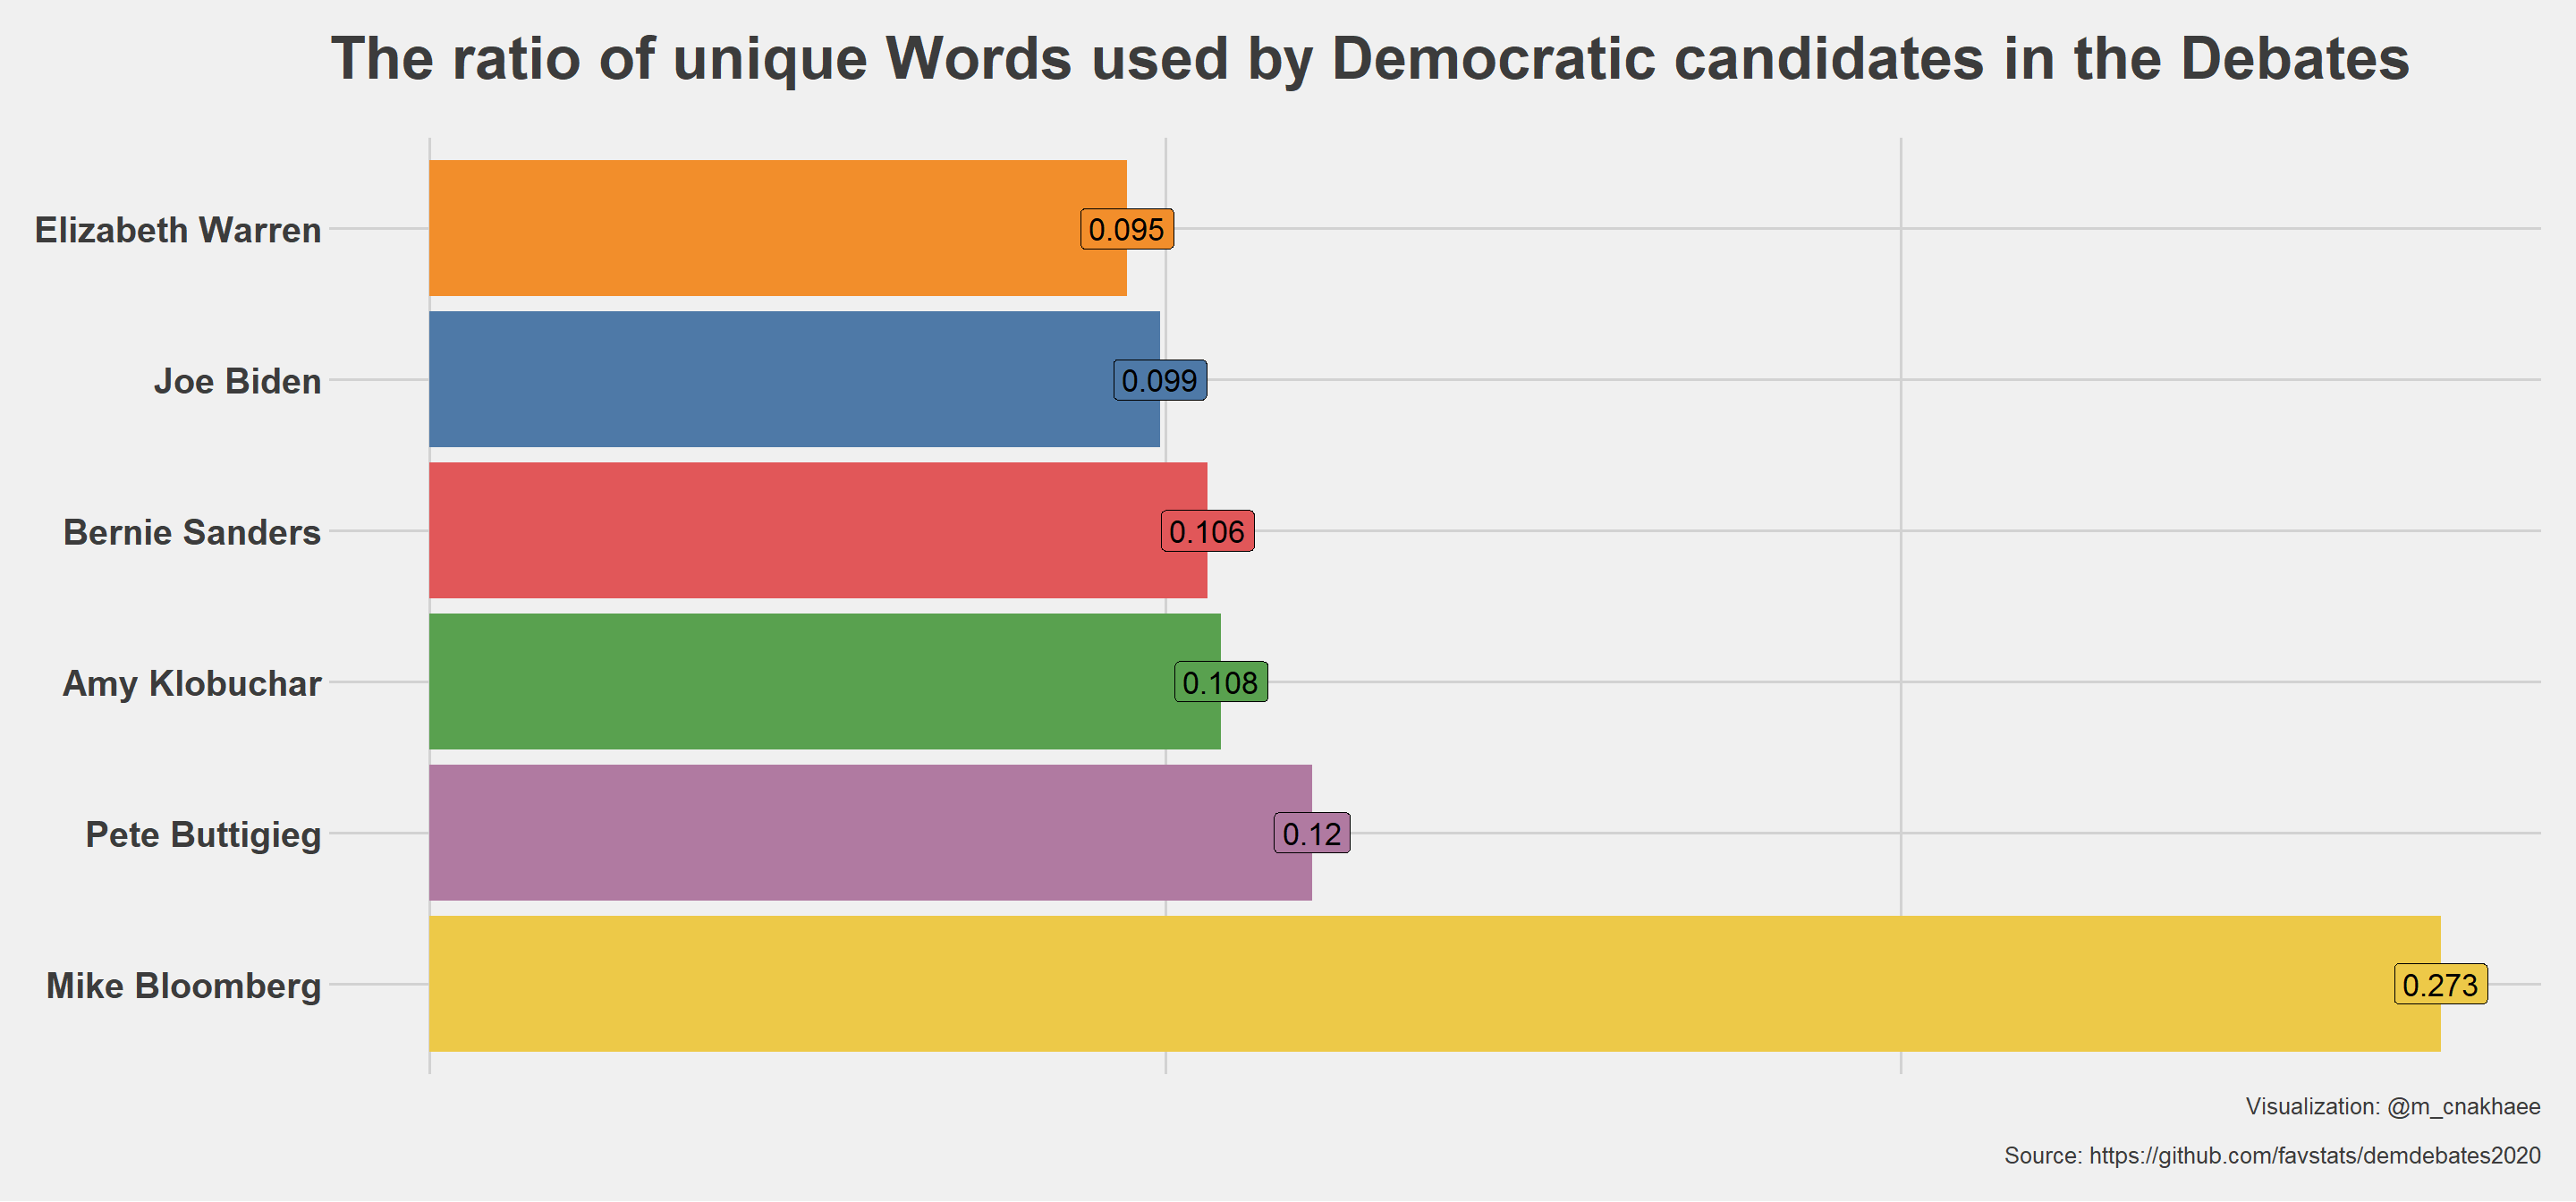 The ratio of unique Words used by Democratic candidates in the Debates
Elizabeth Warren
0.095
Joe Biden
0.099
Bernie Sanders
0.106
Amy Klobuchar
0.108
Pete Buttigieg
0.12
Mike Bloomberg
0.273
Visualization: @m_cnakhaee
Source: https://github.com/favstats/demdebates2020